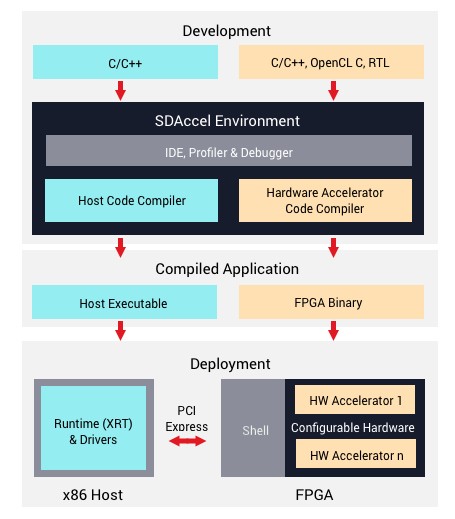 Development
C/C++
C/C++, OpenCL C, RTL
SDAccel Environment
IDE, Profiler & Debugger
Host Code Compiler
Hardware Accelerator
Code Compiler
Compiled Application
Host Executable
FPGA Binary
Deployment
Runtime (XRT)
& Drivers
PCI
Express
Shell
HW Accelerator 1
Configurable Hardware
HW Accelerator n
x86 Host
FPGA